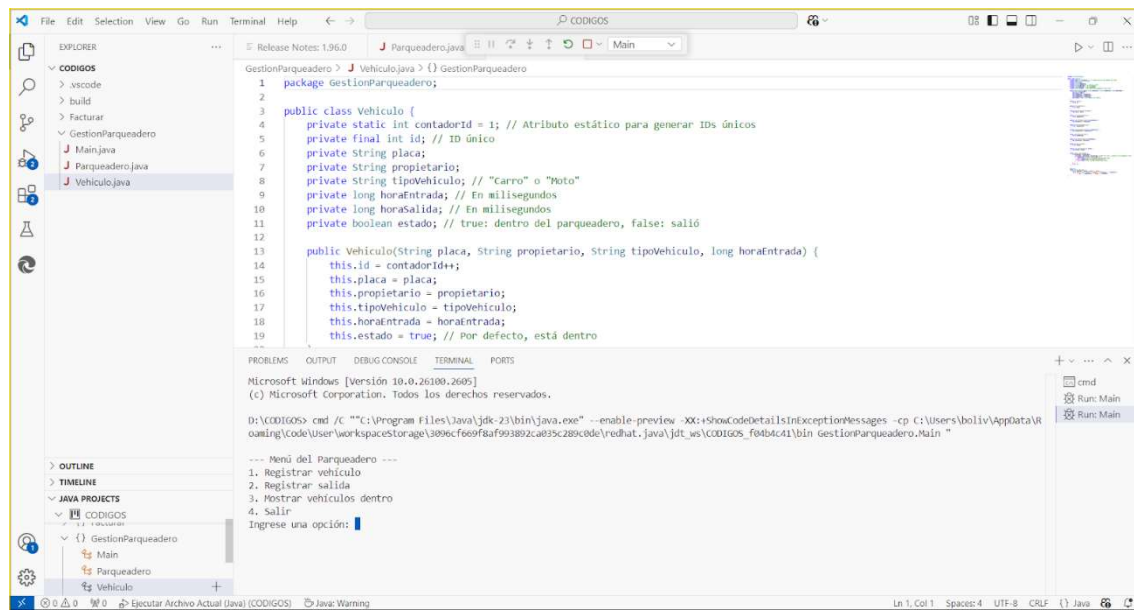 File Edit Selection View Go Run Terminal Help
CODIGOS
EXPLORER
CODIGOS
.vscode
build
Facturar
GestionParqueadero
Main.java
Parqueadero.java
Vehiculo.java
OUTLINE
TIMELINE
JAVA PROJECTS
CODIGOS
GestionParqueadero
Main
Parqueadero
Vehiculo
Release Notes: 1.96.0
Parqueadero.java
Main
GestionParqueadero > Vehiculo.java > {} GestionParqueadero
1 package GestionParqueadero;
2
3 public class Vehiculo {
4 private static int contadorId = 1; // Atributo estático para generar IDs únicos
5 private final int id; // ID único
6 private String placa;
7 private String propietario;
8 private String tipoVehiculo; // "Carro" o "Moto"
9 private long horaEntrada; // En milisegundos
10 private long horaSalida; // En milisegundos
11 private boolean estado; // true: dentro del parqueadero, false: salió
12
13 public Vehiculo(String placa, String propietario, String tipoVehiculo, long horaEntrada) {
14 this.id = contadorId++;
15 this.placa = placa;
16 this.propietario = propietario;
17 this.tipoVehiculo = tipoVehiculo;
18 this.horaEntrada = horaEntrada;
19 this.estado = true; // Por defecto, está dentro
PROBLEMS OUTPUT DEBUG CONSOLE TERMINAL PORTS
Microsoft Windows [Versión 10.0.26100.2605]
(c) Microsoft Corporation. Todos los derechos reservados.
D:\CODIGOS> cmd /C ""C:\Program Files\Java\jdk-23\bin\java.exe" --enable-preview -XX:+ShowCodeDetailsInExceptionMessages -cp C:\Users\boliv\AppData\R
oaming\Code\User\workspaceStorage\3096cf669f8af993892ca035c289c0de\redhat.java\jdt_ws\CODIGOS_f04b4c41\bin GestionParqueadero.Main "
--- Menú del Parqueadero ---
1. Registrar vehículo
2. Registrar salida
3. Mostrar vehículos dentro
4. Salir
Ingrese una opción:
cmd
Run: Main
Run: Main
0 0 0 Ejecutar Archivo Actual (Java) (CODIGOS) Java: Warning
Ln 1, Col 1 Spaces: 4 UTF-8 CRLF {} Java